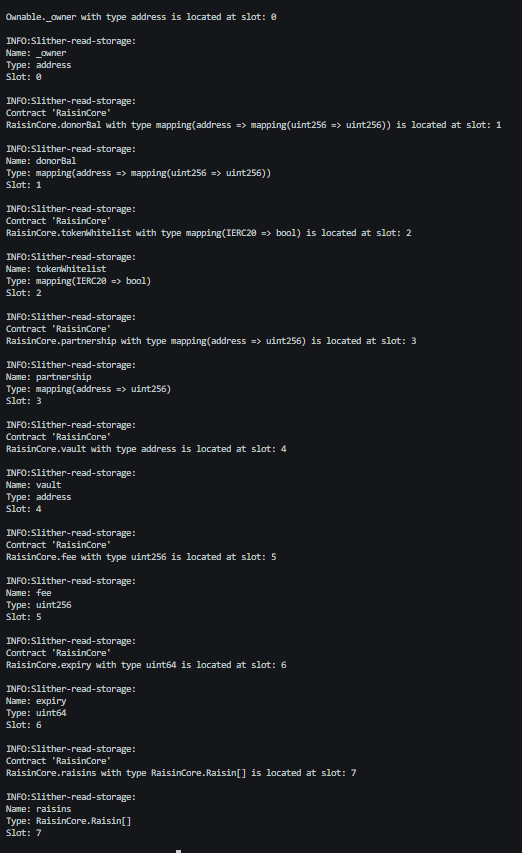 Ownable._owner with type address is located at slot: 0
INFO:Slither-read-storage:
Name: _owner
Type: address
Slot: 0
INFO:Slither-read-storage:
Contract 'RaisinCore'
RaisinCore.donorBal with type mapping(address => mapping(uint256 => uint256)) is located at slot: 1
INFO:Slither-read-storage:
Name: donorBal
Type: mapping(address => mapping(uint256 => uint256))
Slot: 1
INFO:Slither-read-storage:
Contract 'RaisinCore'
RaisinCore.tokenWhitelist with type mapping(IERC20 => bool) is located at slot: 2
INFO:Slither-read-storage:
Name: tokenWhitelist
Type: mapping(IERC20 => bool)
Slot: 2
INFO:Slither-read-storage:
Contract 'RaisinCore'
RaisinCore.partnership with type mapping(address => uint256) is located at slot: 3
INFO:Slither-read-storage:
Name: partnership
Type: mapping(address => uint256)
Slot: 3
INFO:Slither-read-storage:
Contract 'RaisinCore'
RaisinCore.vault with type address is located at slot: 4
INFO:Slither-read-storage:
Name: vault
Type: address
Slot: 4
INFO:Slither-read-storage:
Contract 'RaisinCore'
RaisinCore.fee with type uint256 is located at slot: 5
INFO:Slither-read-storage:
Name: fee
Type: uint256
Slot: 5
INFO:Slither-read-storage:
Contract 'RaisinCore'
RaisinCore.expiry with type uint64 is located at slot: 6
INFO:Slither-read-storage:
Name: expiry
Type: uint64
Slot: 6
INFO:Slither-read-storage:
Contract 'RaisinCore'
RaisinCore.raisins with type RaisinCore.Raisin[] is located at slot: 7
INFO:Slither-read-storage:
Name: raisins
Type: RaisinCore.Raisin[]
Slot: 7